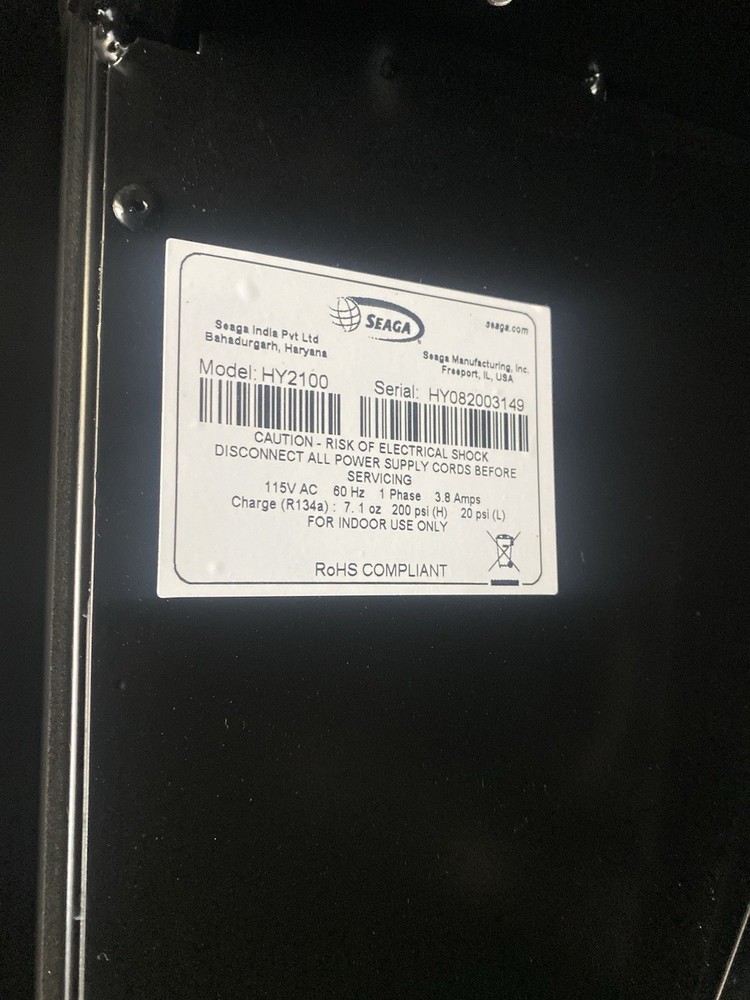 SEAGA
seaga.com
Seaga India Pvt Ltd
Bahadurgarh, Haryana
Seaga Manufacturing, Inc.
Freeport, IL, USA
Model: HY2100
Serial: HY082003149
CAUTION - RISK OF ELECTRICAL SHOCK
DISCONNECT ALL POWER SUPPLY CORDS BEFORE
SERVICING
115V AC 60 Hz 1 Phase 3.8 Amps
Charge (R134a) : 7.1 oz 200 psi (H) 20 psi (L)
FOR INDOOR USE ONLY
RoHS COMPLIANT